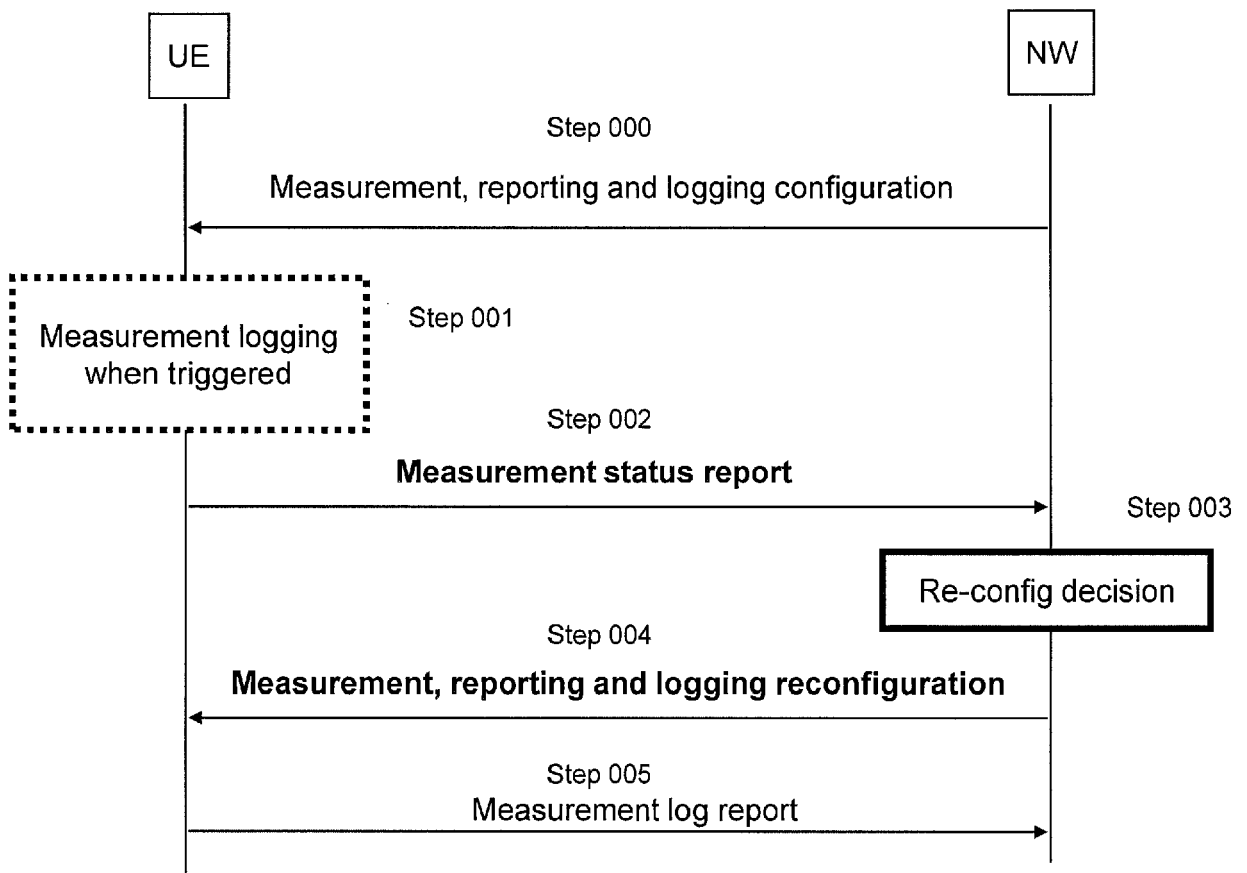 UE
NW
Step 000
Measurement, reporting and logging configuration
Measurement logging
when triggered
Step 001
Step 002
Measurement status report
Step 003
Re-config decision
Step 004
Measurement, reporting and logging reconfiguration
Step 005
Measurement log report